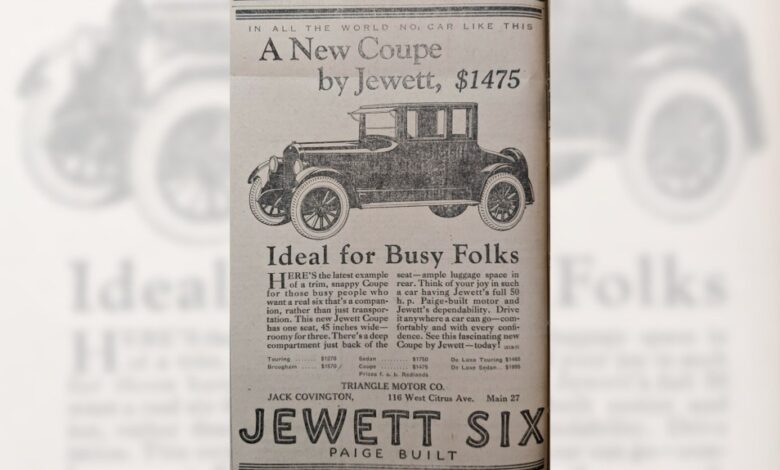 IN ALL THE WORLD NO CAR LIKE THIS
A New Coupe
by Jewett, $1475
Ideal for Busy Folks
HERE'S the latest example
of a trim, snappy Coupe
for those busy people who
want a real six that's a compan-
ion, rather than just transpor-
tation. This new Jewett Coupe
has one seat, 45 inches wide—
roomy for three. There's a deep
compartment just back of the
seat—ample luggage space in
rear. Think of your joy in such
a car having Jewett's full 50
h. p. Paige-built motor and
Jewett's dependability. Drive
it anywhere a car can go—com-
fortably and with every confi-
dence. See this fascinating new
Coupe by Jewett—today!
Touring ....... $1270 Sedan ....... $1750 De Luxe Touring $1465
Brougham .... $1570 Coupe ....... $1475 De Luxe Sedan.. $1895
Prices f. o. b. Redlands
TRIANGLE MOTOR CO.
JACK COVINGTON, 116 West Citrus Ave. Main 27
JEWETT SIX
PAIGE BUILT
Ideal
Folks